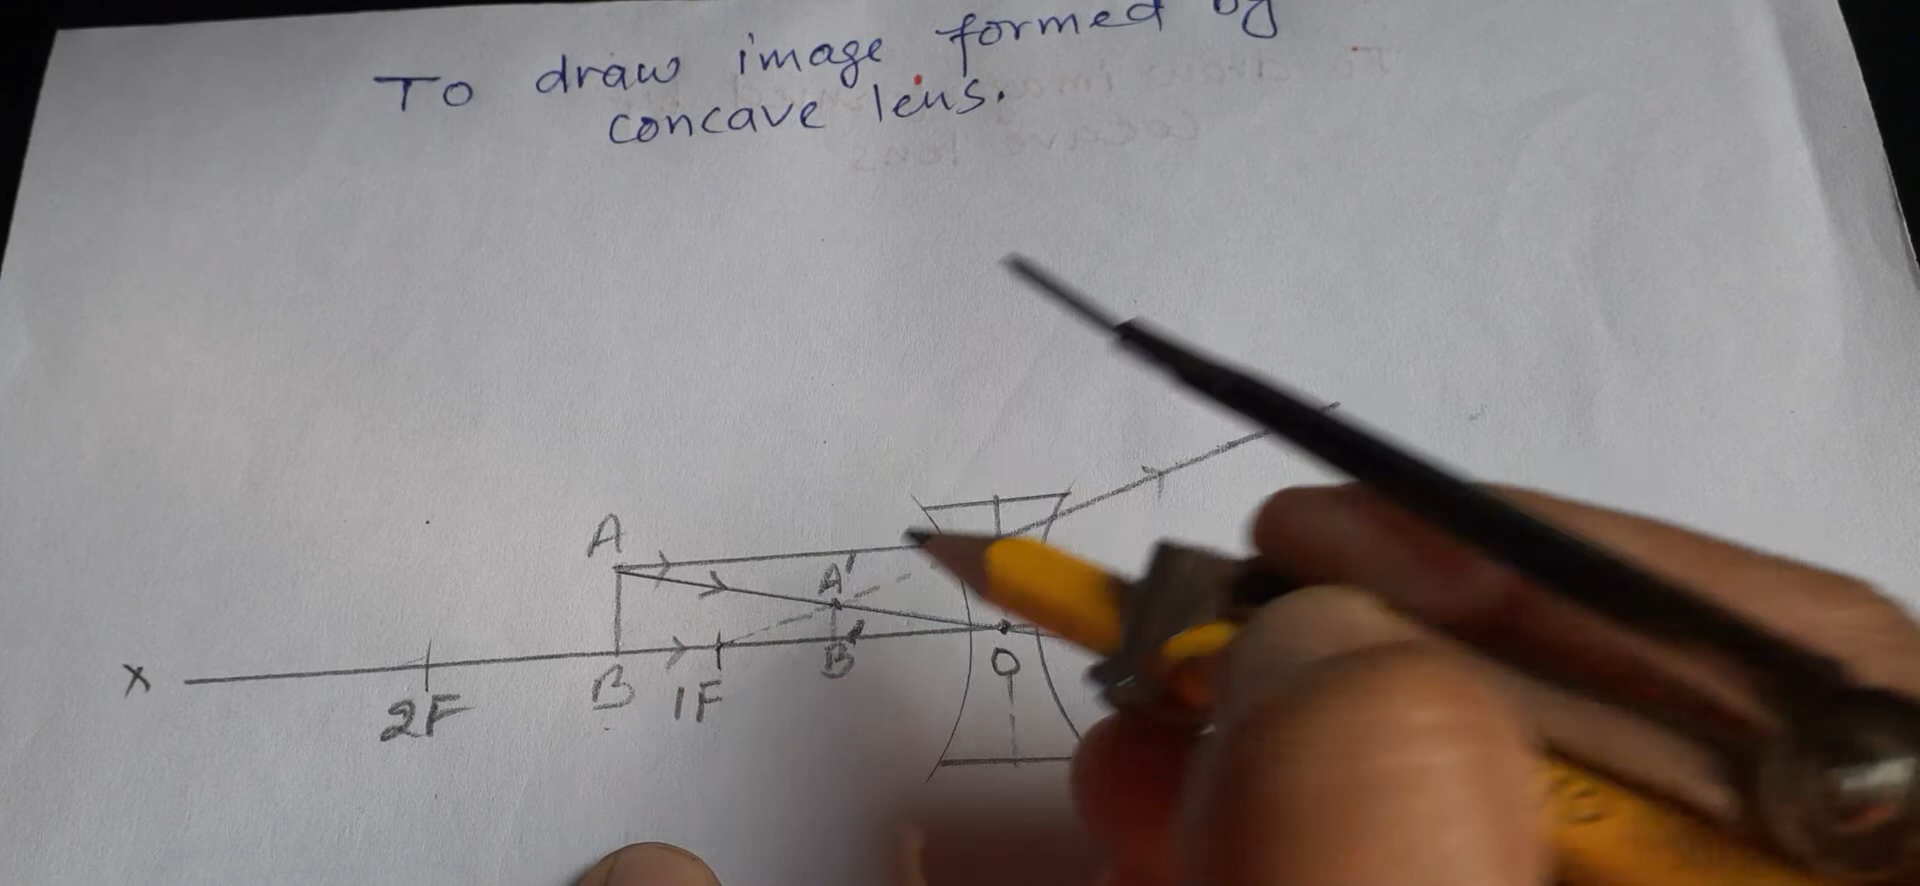 To draw image formed by
concave lens.
A
A'
X
2F
B
1F
B'
O